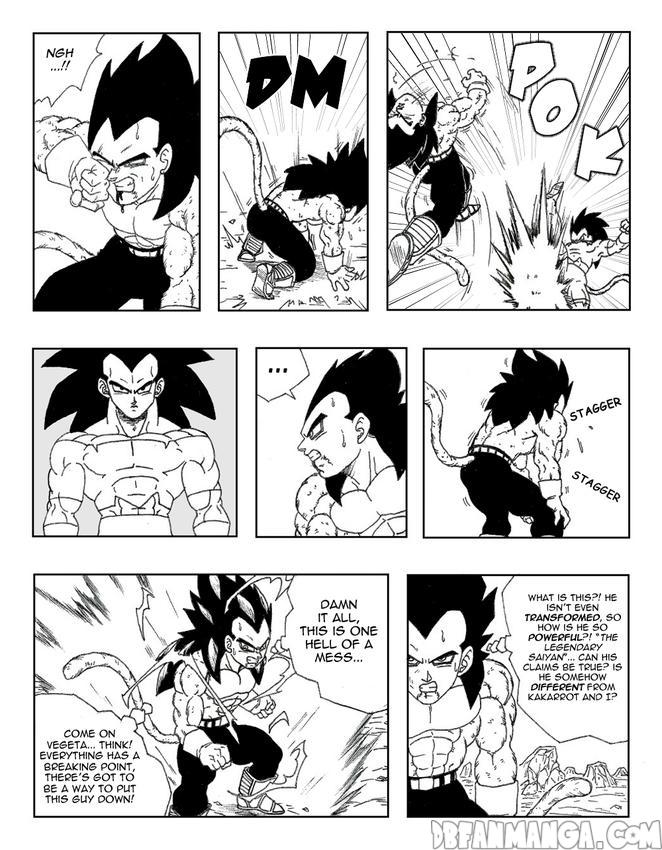 POK
DM
NGH
...!!
STAGGER
STAGGER
...
WHAT IS THIS?! HE
ISN'T EVEN
TRANSFORMED, SO
HOW IS HE SO
POWERFUL?! "THE
LEGENDARY
SAIYAN"... CAN HIS
CLAIMS BE TRUE? IS
HE SOMEHOW
DIFFERENT FROM
KAKARROT AND I?
DAMN
IT ALL,
THIS IS ONE
HELL OF A
MESS...
COME ON
VEGETA... THINK!
EVERYTHING HAS A
BREAKING POINT,
THERE'S GOT TO
BE A WAY TO PUT
THIS GUY DOWN!
DBFANMANGA.COM